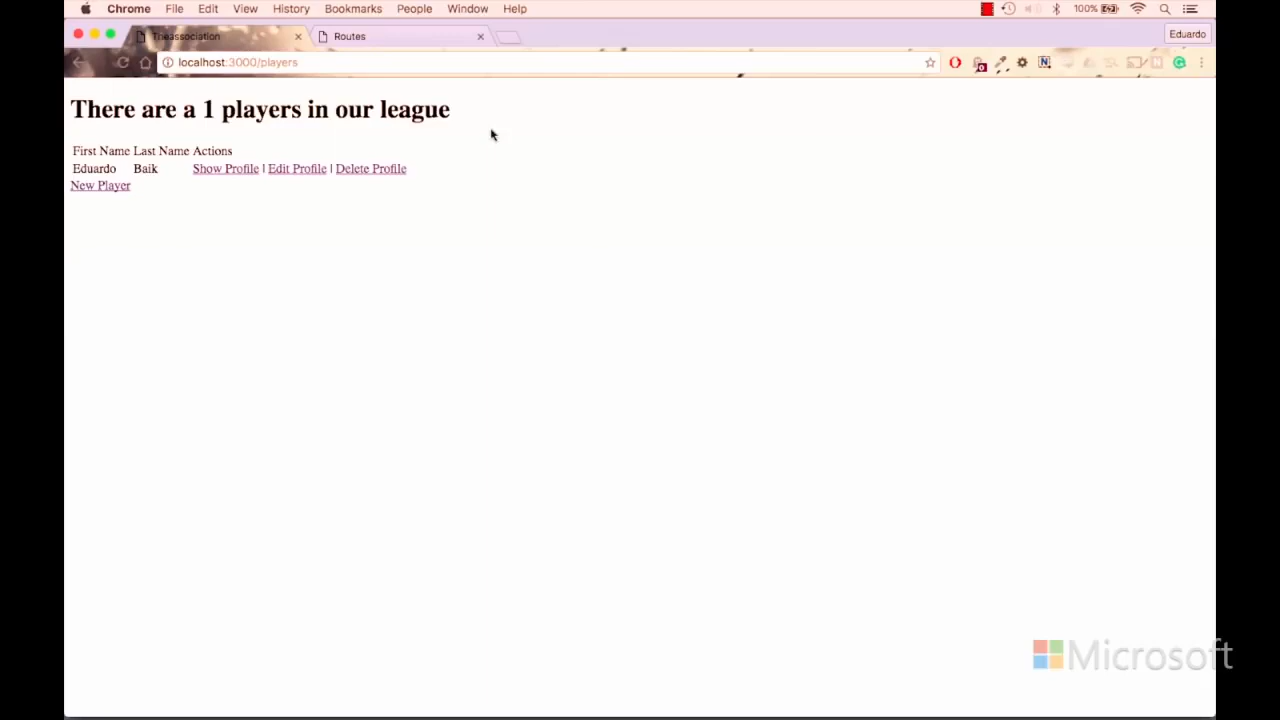 Chrome File Edit View History Bookmarks People Window Help 100%
Theassociation Routes Eduardo
localhost:3000/players
There are a 1 players in our league
First Name Last Name Actions
Eduardo Baik Show Profile | Edit Profile | Delete Profile
New Player
Microsoft